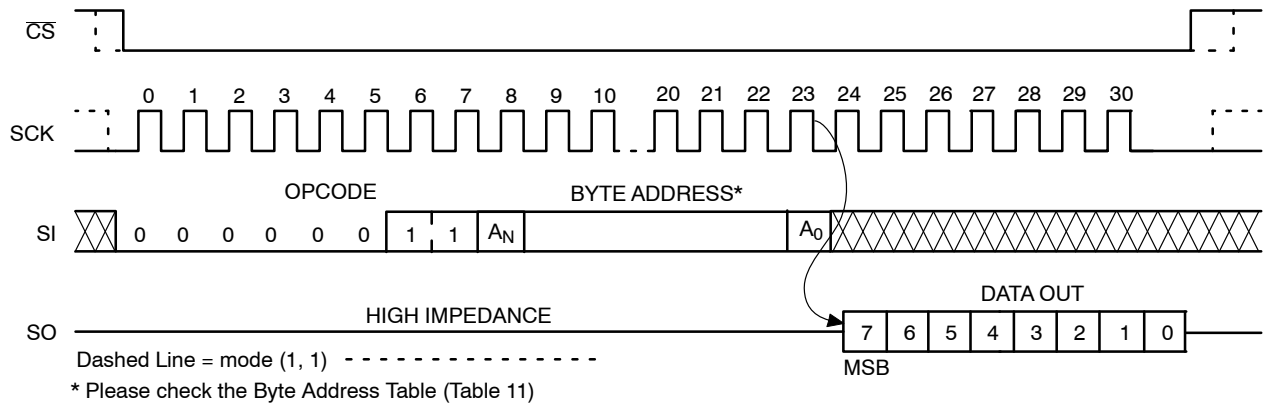 CS
0 1 2 3 4 5 6 7 8 9 10 20 21 22 23 24 25 26 27 28 29 30
SCK
OPCODE BYTE ADDRESS*
SI 0 0 0 0 0 0 1 1 AN A0
DATA OUT
HIGH IMPEDANCE
SO 7 6 5 4 3 2 1 0
Dashed Line = mode (1, 1)
MSB
* Please check the Byte Address Table (Table 11)